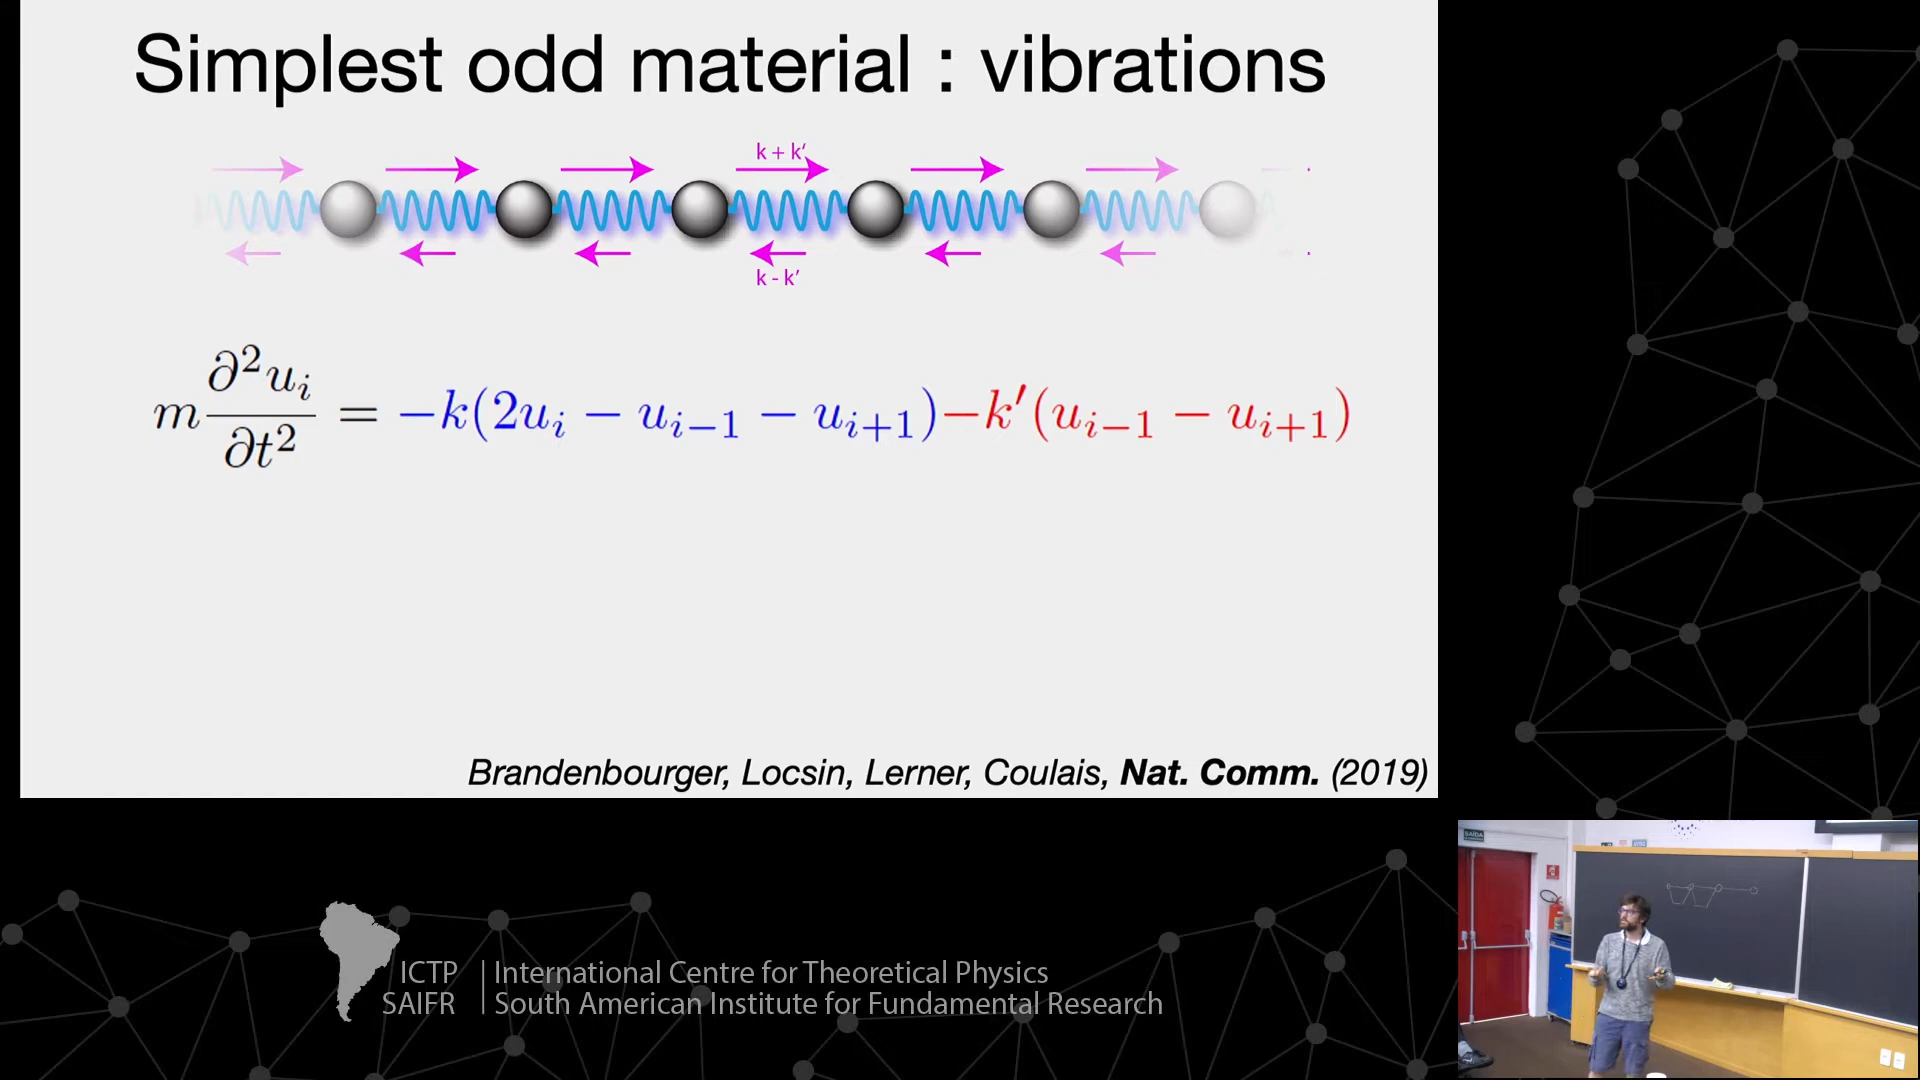 Simplest odd material : vibrations
k + k′
k - k′
m ∂²uᵢ/∂t² = −k(2uᵢ − uᵢ₋₁ − uᵢ₊₁)−k′(uᵢ₋₁ − uᵢ₊₁)
Brandenbourger, Locsin, Lerner, Coulais, Nat. Comm. (2019)
SAÍDA
ICTP
SAIFR
International Centre for Theoretical Physics
South American Institute for Fundamental Research